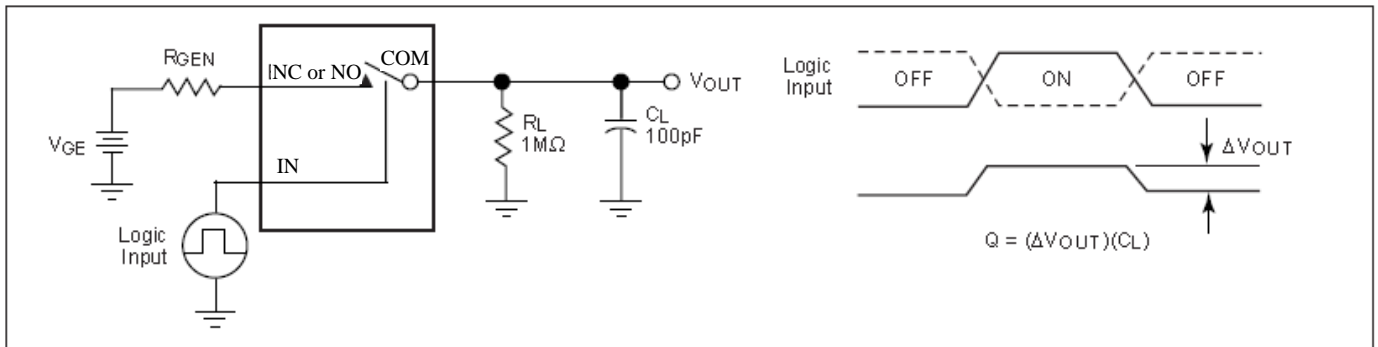 RGEN
NC or NO
COM
VOUT
VGE
RL
1MΩ
CL
100pF
IN
Logic
Input
Logic
Input
OFF
ON
OFF
ΔVOUT
Q = (ΔVOUT)(CL)